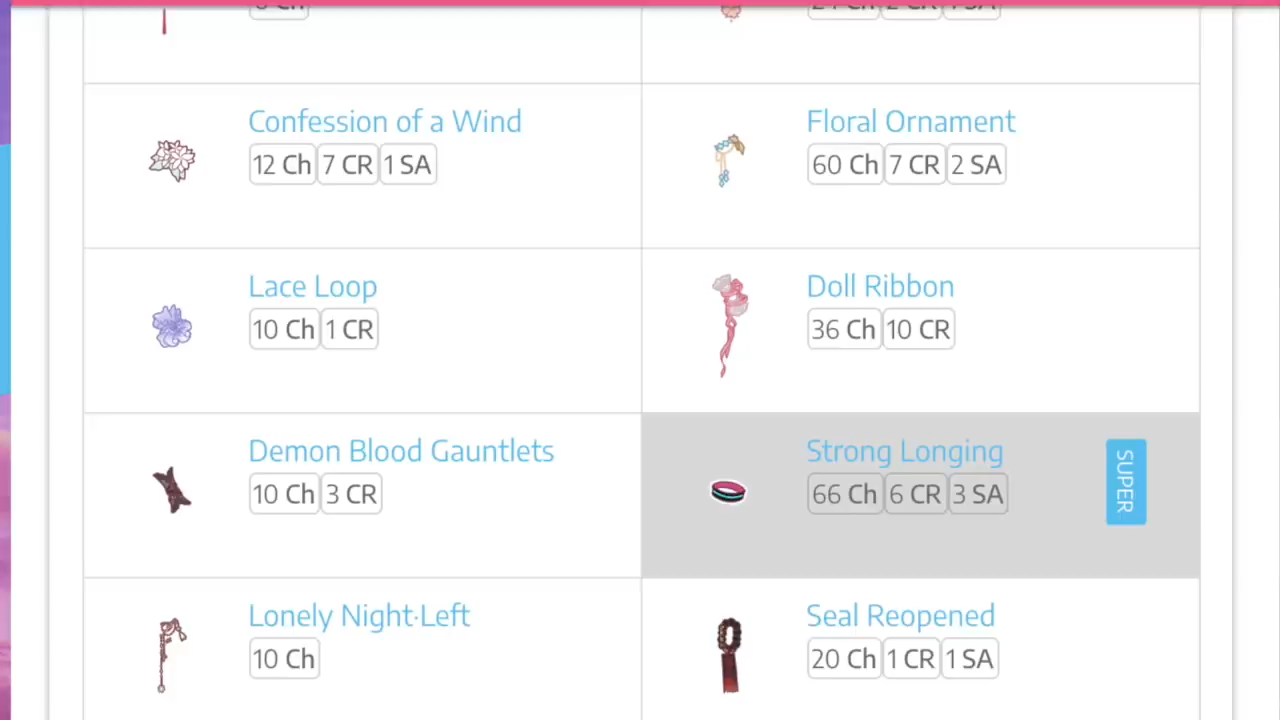 Confession of a Wind
12 Ch 7 CR 1 SA
Floral Ornament
60 Ch 7 CR 2 SA
Lace Loop
10 Ch 1 CR
Doll Ribbon
36 Ch 10 CR
Demon Blood Gauntlets
10 Ch 3 CR
Strong Longing
66 Ch 6 CR 3 SA
SUPER
Lonely Night·Left
10 Ch
Seal Reopened
20 Ch 1 CR 1 SA